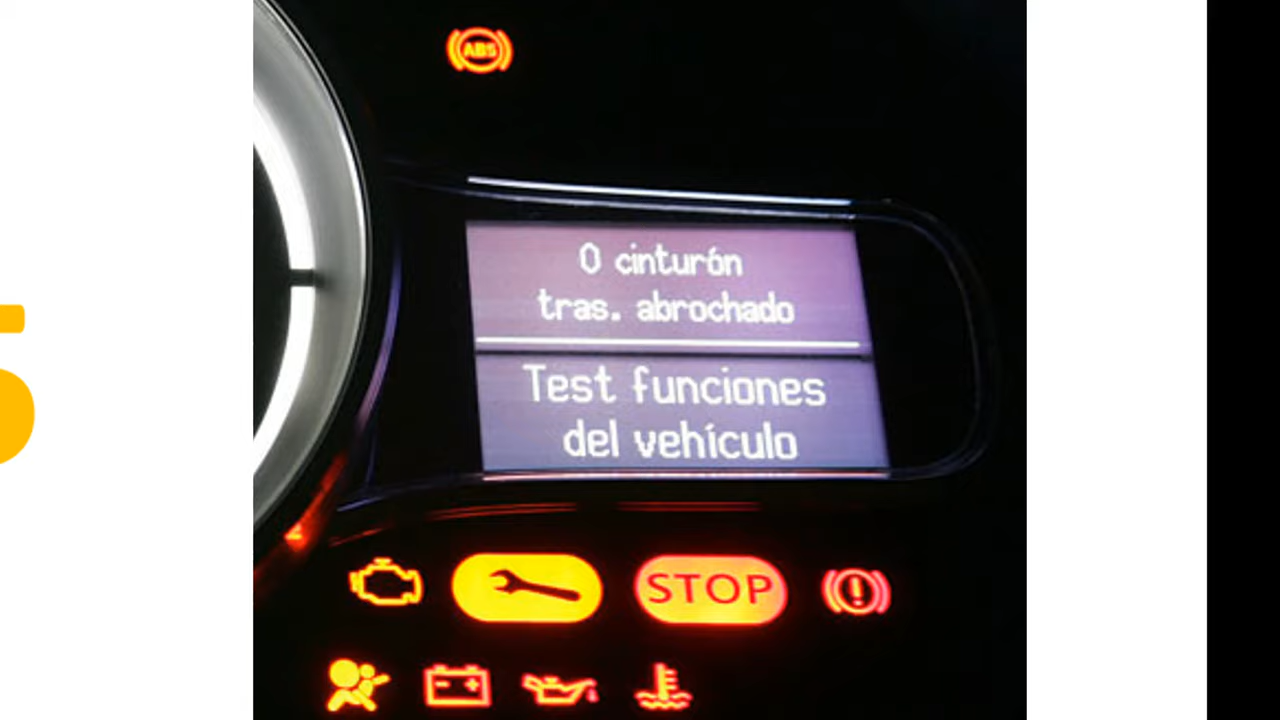 ABS
0 cinturón
tras. abrochado
Test funciones
del vehículo
STOP